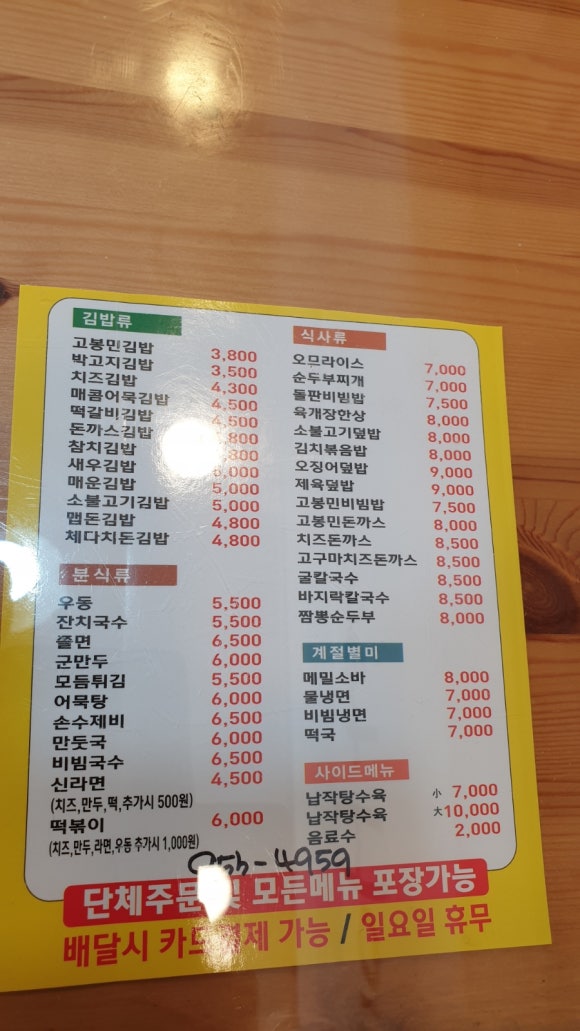 김밥류
고봉민김밥 3,800
박고지김밥 3,500
치즈김밥 4,300
매콤어묵김밥 4,500
떡갈비김밥 4,500
돈까스김밥
참치김밥
새우김밥
매운김밥 5,000
소불고기김밥 5,000
맵돈김밥 4,800
체다치돈김밥 4,800
분식류
우동 5,500
잔치국수 5,500
쫄면 6,500
군만두 6,000
모듬튀김 5,500
어묵탕 6,000
손수제비 6,500
만둣국 6,000
비빔국수 6,500
신라면 4,500
(치즈,만두,떡,추가시 500원)
떡볶이 6,000
(치즈,만두,라면,우동 추가시 1,000원)
식사류
오므라이스 7,000
순두부찌개 7,000
돌판비빔밥 7,500
육개장한상 8,000
소불고기덮밥 8,000
김치볶음밥 8,000
오징어덮밥 9,000
제육덮밥 9,000
고봉민비빔밥 7,500
고봉민돈까스 8,000
치즈돈까스 8,500
고구마치즈돈까스 8,500
굴칼국수 8,500
바지락칼국수 8,500
짬뽕순두부 8,000
계절별미
메밀소바 8,000
물냉면 7,000
비빔냉면 7,000
떡국 7,000
사이드메뉴
납작탕수육 小 7,000
납작탕수육 大 10,000
음료수 2,000
단체주문 및 모든메뉴 포장가능
배달시 카드결제 가능 / 일요일 휴무